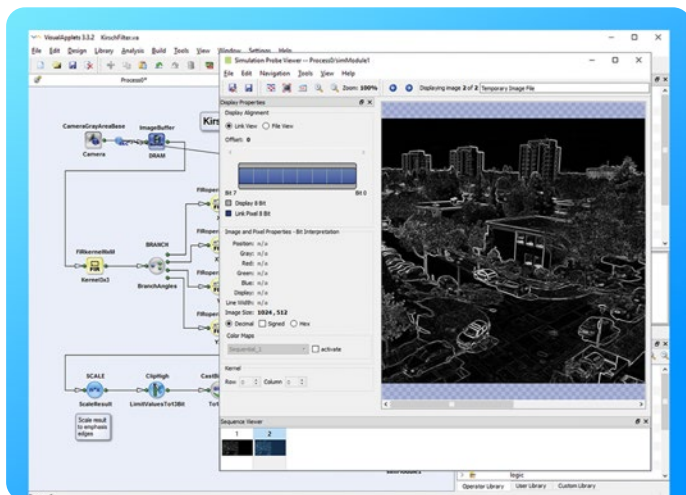 VisualApplets 3.3.2 KirschFilter.va
File Edit Design Library Analysis Build Tools View Window Settings Help
Process0*
Simulation Probe Viewer -- Process0/simModule1
File Edit Navigation Tools View Help
Zoom: 100% Displaying image 2 of 2 Temporary Image File
Display Properties
Display Alignment
Link View File View
Offset: 0
Bit 7 Bit 0
Display 8 Bit
Link Pixel 8 Bit
Image and Pixel Properties - Bit Interpretation
Position: n/a
Gray: n/a
Red: n/a
Green: n/a
Blue: n/a
Display: n/a
Line Width: n/a
Image Size: 1024, 512
Decimal Signed Hex
Color Maps
Sequential_1 activate
Kernel
Row 0 Column 0
Sequence Viewer
1 2
CameraGrayAreaBase ImageBuffer
Camera DRAM
FIRkernelNxM BRANCH
Kernel3x3 BranchAngles
SCALE ClipHigh
ScaleResult LimitValuesTo13Bit
Scale result
to emphasis
edges
logic
Operator Library User Library Custom Library